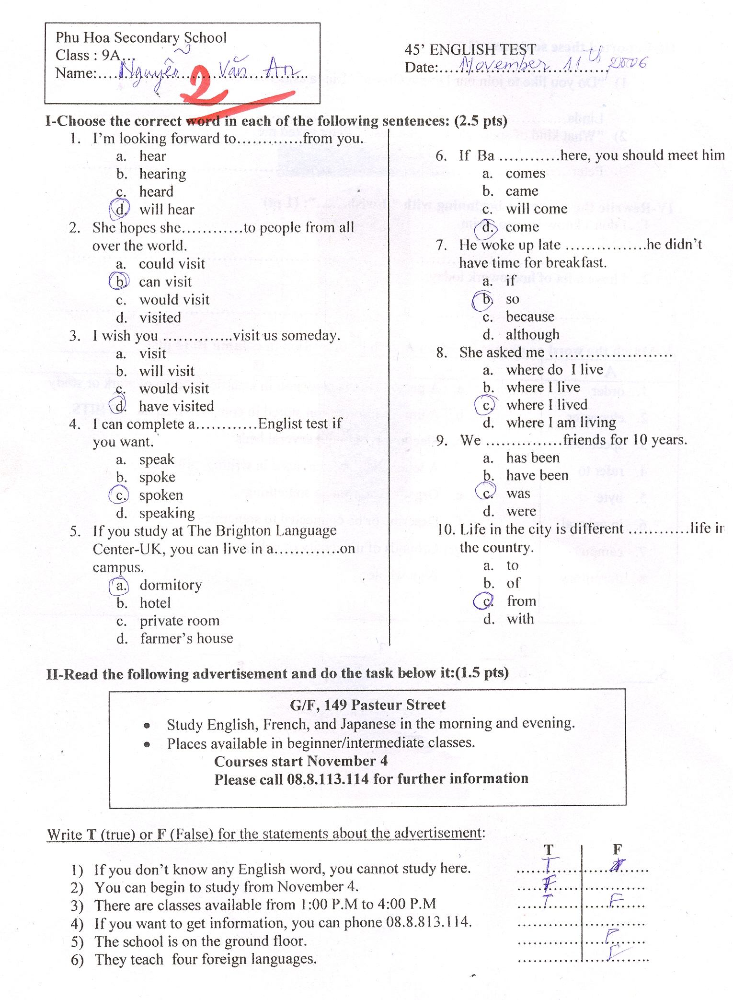 Phu Hoa Secondary School
Class : 9A...
Name:....Nguyễn Văn An....
2
45' ENGLISH TEST
Date:....November 11th, 2006
I-Choose the correct word in each of the following sentences: (2.5 pts)
1. I'm looking forward to.............from you.
a. hear
b. hearing
c. heard
d. will hear
2. She hopes she............to people from all
over the world.
a. could visit
b. can visit
c. would visit
d. visited
3. I wish you ..............visit us someday.
a. visit
b. will visit
c. would visit
d. have visited
4. I can complete a............Englist test if
you want.
a. speak
b. spoke
c. spoken
d. speaking
5. If you study at The Brighton Language
Center-UK, you can live in a.............on
campus.
a. dormitory
b. hotel
c. private room
d. farmer's house
6. If Ba ............here, you should meet him
a. comes
b. came
c. will come
d. come
7. He woke up late ................he didn't
have time for breakfast.
a. if
b. so
c. because
d. although
8. She asked me ........................
a. where do I live
b. where I live
c. where I lived
d. where I am living
9. We ...............friends for 10 years.
a. has been
b. have been
c. was
d. were
10. Life in the city is different ............life in
the country.
a. to
b. of
c. from
d. with
II-Read the following advertisement and do the task below it:(1.5 pts)
G/F, 149 Pasteur Street
• Study English, French, and Japanese in the morning and evening.
• Places available in beginner/intermediate classes.
Courses start November 4
Please call 08.8.113.114 for further information
Write T (true) or F (False) for the statements about the advertisement:
T F
1) If you don't know any English word, you cannot study here. T
2) You can begin to study from November 4.
3) There are classes available from 1:00 P.M to 4:00 P.M T F
4) If you want to get information, you can phone 08.8.813.114.
5) The school is on the ground floor. F
6) They teach four foreign languages. F